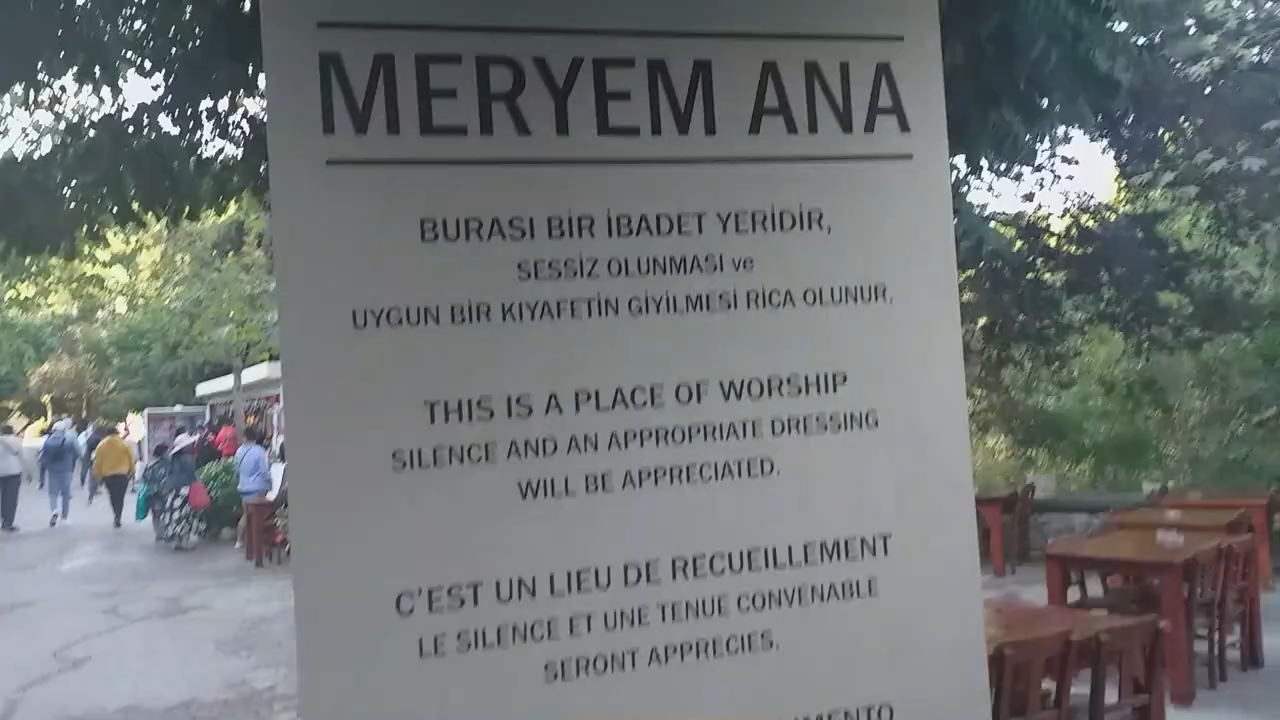 MERYEM ANA
BURASI BİR İBADET YERİDİR,
SESSİZ OLUNMASI ve
UYGUN BİR KIYAFETİN GİYİLMESİ RİCA OLUNUR.
THIS IS A PLACE OF WORSHIP
SILENCE AND AN APPROPRIATE DRESSING
WILL BE APPRECIATED.
C'EST UN LIEU DE RECUEILLEMENT
LE SILENCE ET UNE TENUE CONVENABLE
SERONT APPRECIES.